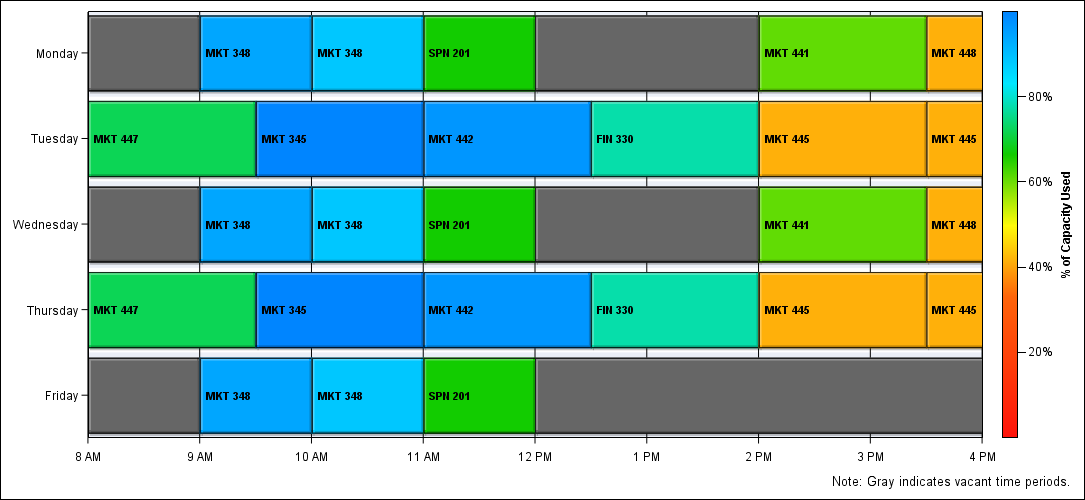 Monday MKT 348 MKT 348 SPN 201 MKT 441 MKT 448
80%
Tuesday MKT 447 MKT 345 MKT 442 FIN 330 MKT 445 MKT 445
60%
% of Capacity Used
Wednesday MKT 348 MKT 348 SPN 201 MKT 441 MKT 448
40%
Thursday MKT 447 MKT 345 MKT 442 FIN 330 MKT 445 MKT 445
20%
Friday MKT 348 MKT 348 SPN 201
8 AM 9 AM 10 AM 11 AM 12 PM 1 PM 2 PM 3 PM 4 PM
Note: Gray indicates vacant time periods.